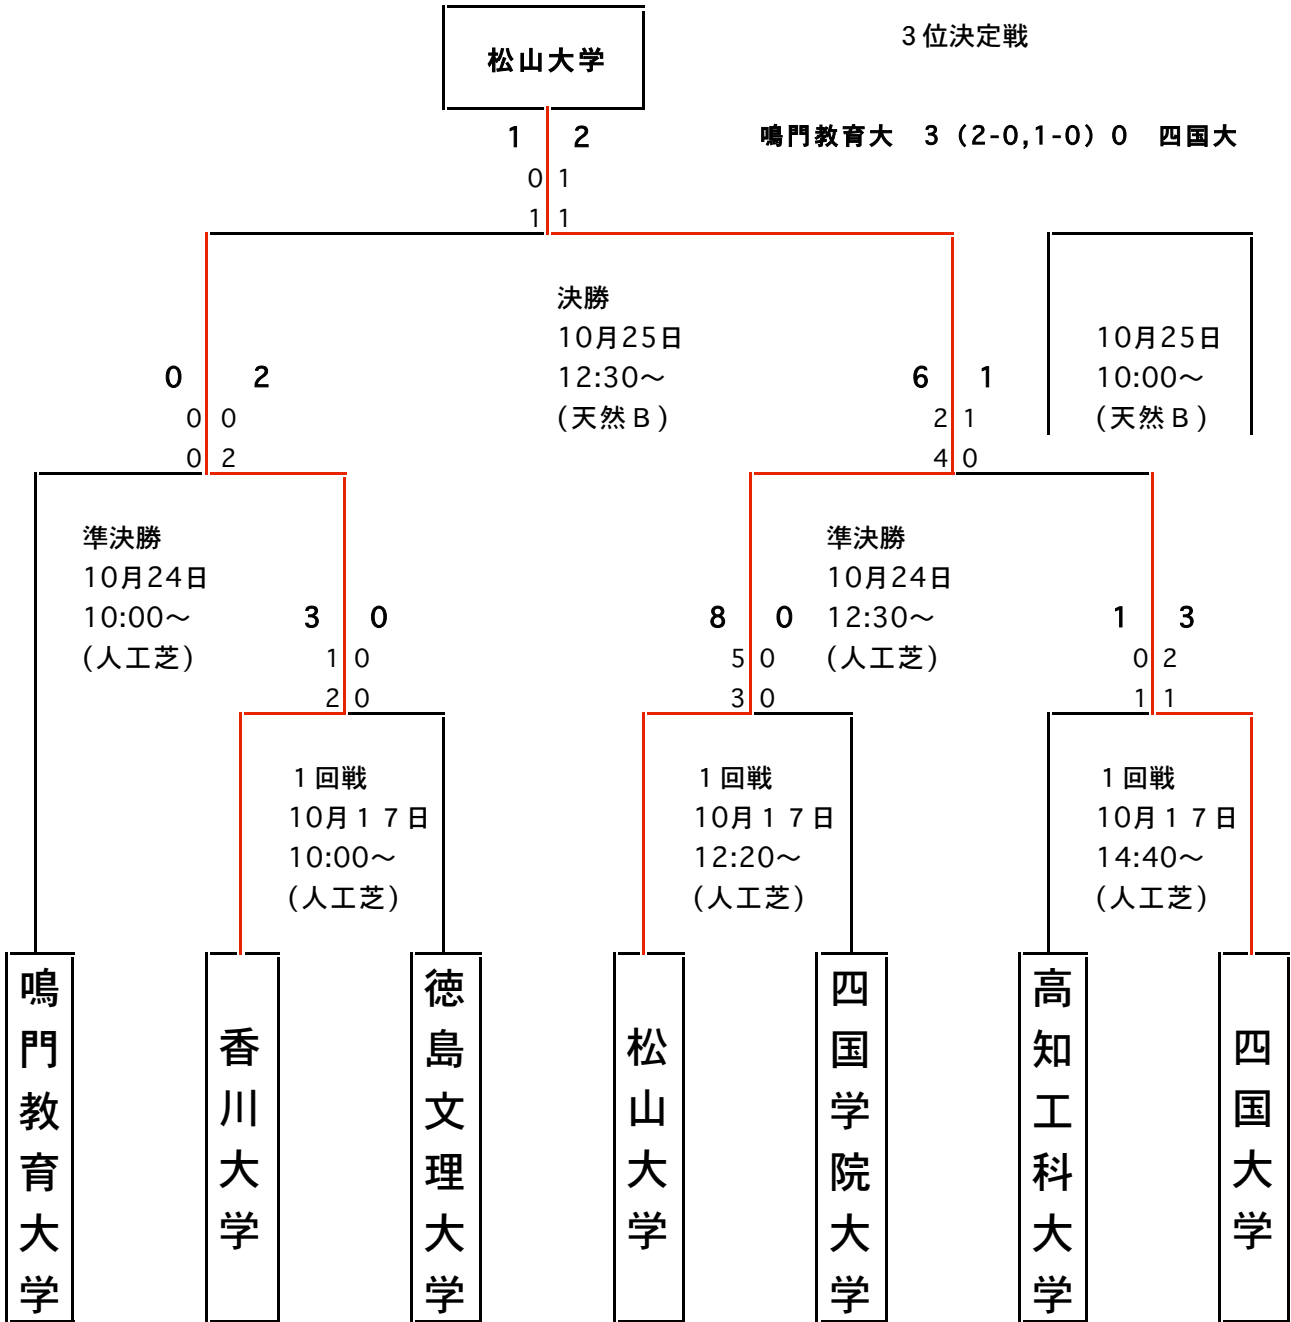 松山大学
３位決定戦
1 2
鳴門教育大　3（2-0,1-0）0　四国大
0 1
1 1
決勝
10月25日
12:30～
(天然Ｂ)
10月25日
10:00～
(天然Ｂ)
0 2
0 0
0 2
6 1
2 1
4 0
準決勝
10月24日
10:00～
(人工芝)
準決勝
10月24日
12:30～
(人工芝)
3 0
1 0
2 0
8 0
5 0
3 0
1 3
0 2
1 1
１回戦
10月１７日
10:00～
(人工芝)
１回戦
10月１７日
12:20～
(人工芝)
１回戦
10月１７日
14:40～
(人工芝)
鳴門教育大学
香川大学
徳島文理大学
松山大学
四国学院大学
高知工科大学
四国大学